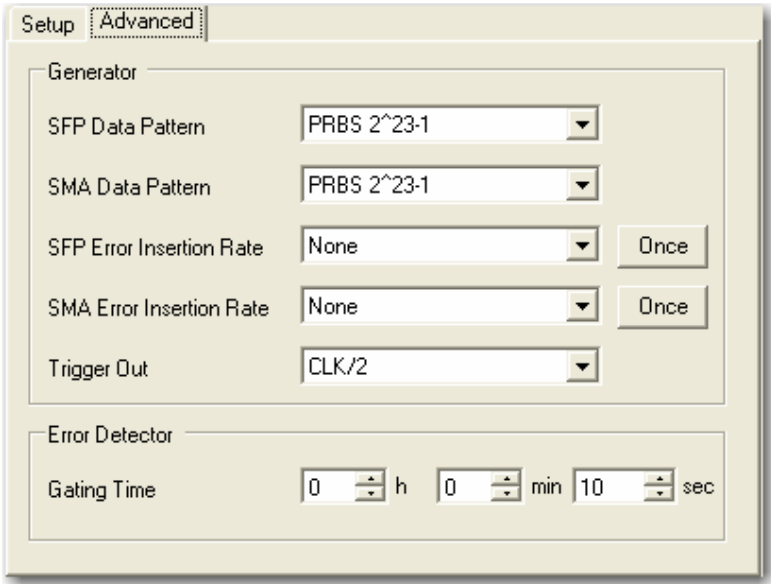 Setup Advanced
Generator
SFP Data Pattern PRBS 2^23-1
SMA Data Pattern PRBS 2^23-1
SFP Error Insertion Rate None Once
SMA Error Insertion Rate None Once
Trigger Out CLK/2
Error Detector
Gating Time 0 h 0 min 10 sec